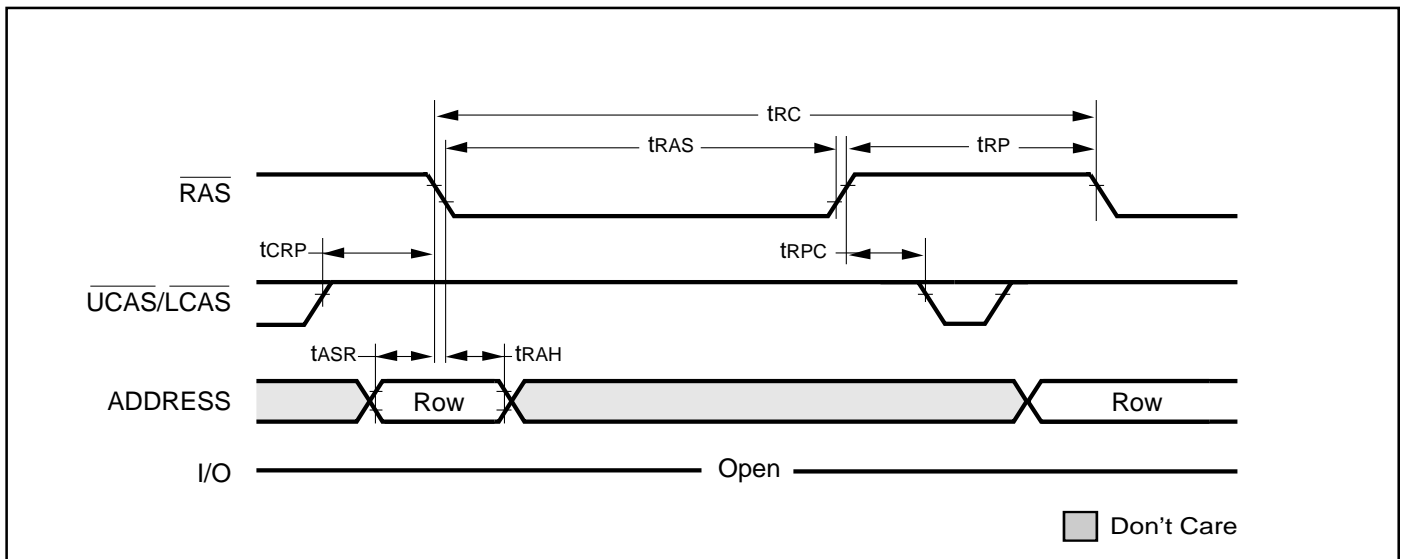 tRC
tRAS
tRP
RAS
tCRP
tRPC
UCAS/LCAS
tASR
tRAH
ADDRESS
Row
Row
I/O
Open
Don't Care